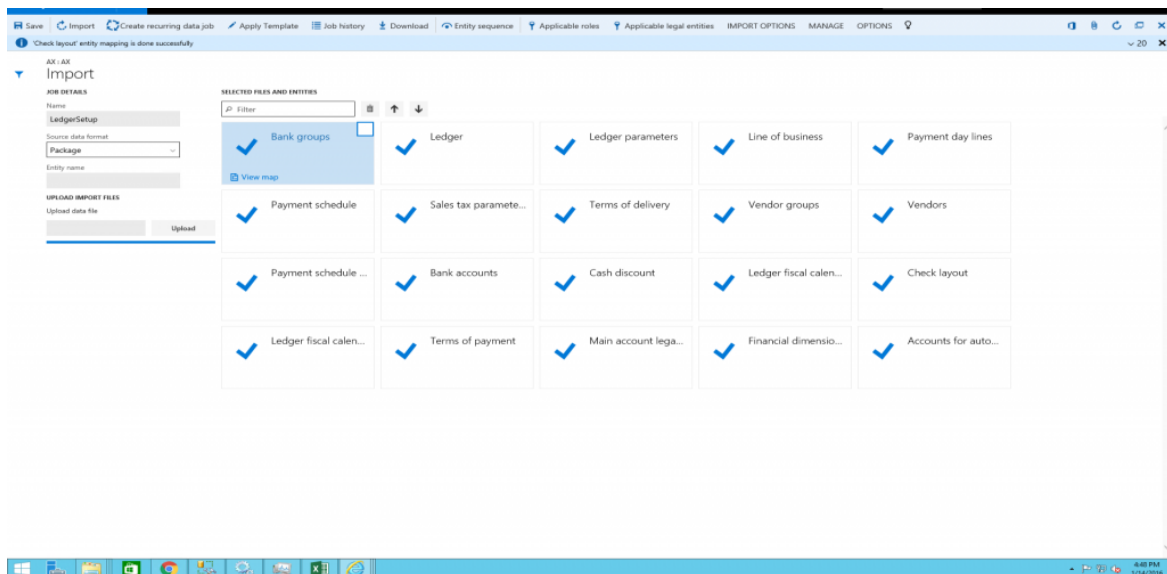 Save Import Create recurring data job Apply Template Job history Download Entity sequence Applicable roles Applicable legal entities IMPORT OPTIONS MANAGE OPTIONS
'Check layout' entity mapping is done successfully 20
AX : AX
Import
JOB DETAILS
Name
LedgerSetup
Source data format
Package
Entity name
UPLOAD IMPORT FILES
Upload data file
Upload
SELECTED FILES AND ENTITIES
Filter
Bank groups
View map
Ledger
Ledger parameters
Line of business
Payment day lines
Payment schedule
Sales tax paramete...
Terms of delivery
Vendor groups
Vendors
Payment schedule ...
Bank accounts
Cash discount
Ledger fiscal calen...
Check layout
Ledger fiscal calen...
Terms of payment
Main account lega...
Financial dimensio...
Accounts for auto...
4:48 PM
1/14/2016